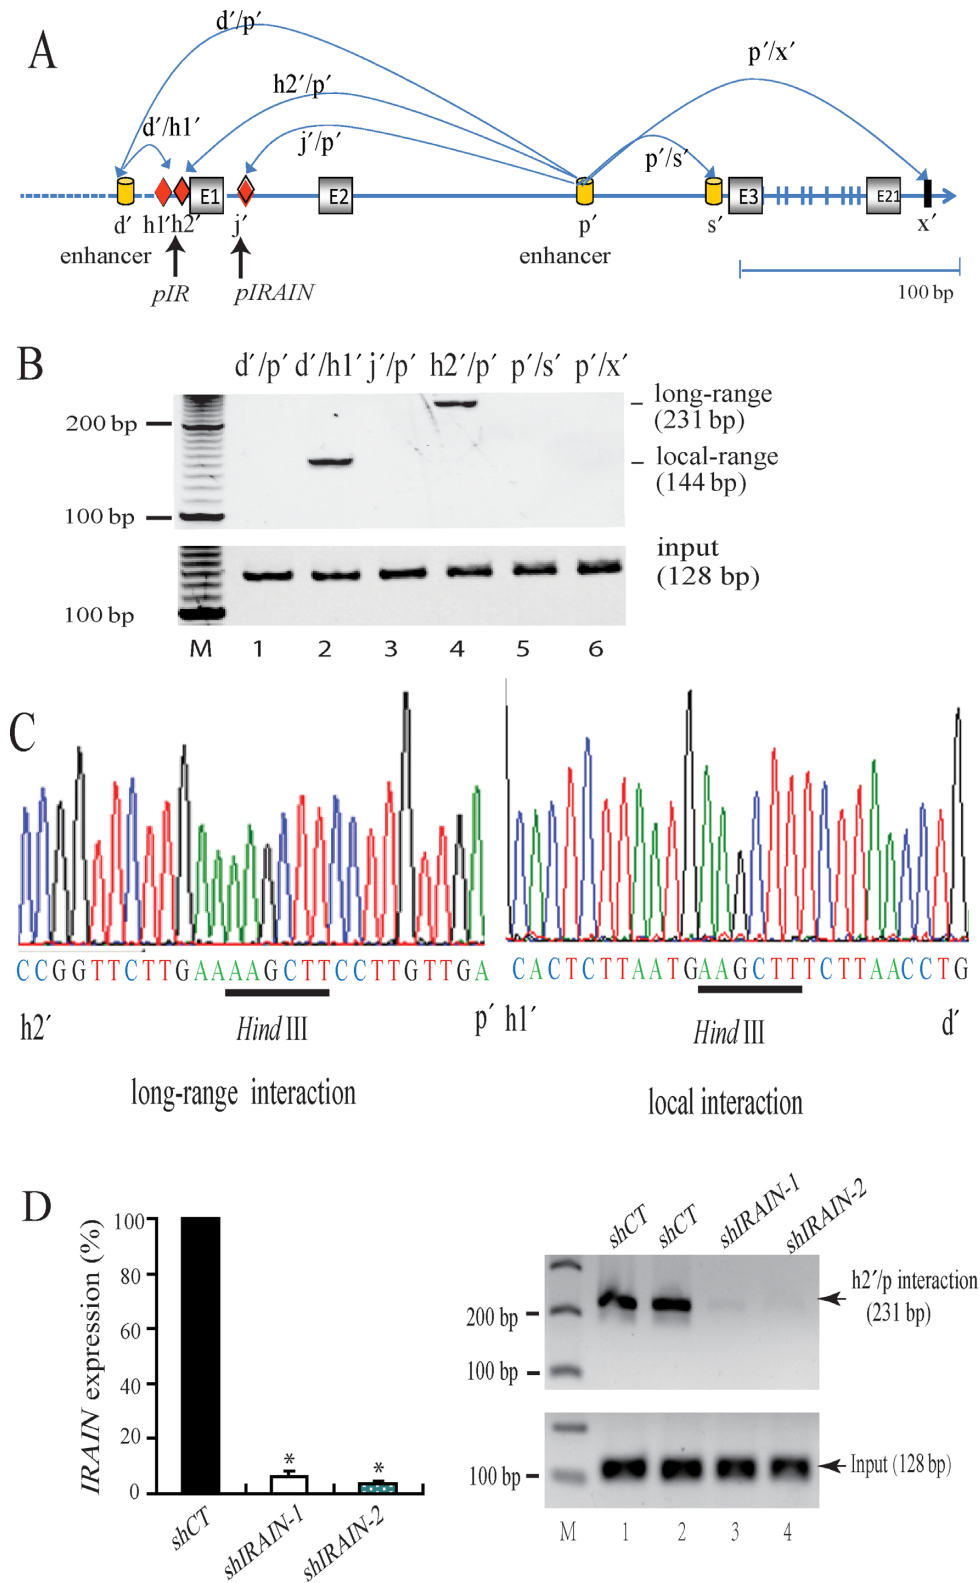 A
d′/p′
p′/x′
h2′/p′
d′/h1′
j′/p′
p′/s′
E1
E2
E3
E21
d′
h1′h2′
j′
p′
s′
x′
enhancer
enhancer
pIR
pIRAIN
100 bp
B
d′/p′ d′/h1′ j′/p′ h2′/p′ p′/s′ p′/x′
200 bp
100 bp
long-range
(231 bp)
local-range
(144 bp)
input
(128 bp)
100 bp
M 1 2 3 4 5 6
C
CCGGTTCTTGAAAAGCTTCCTTGTTGA
CACTCTTAATGAAGCTTTCTTAACCTG
h2′
Hind III
p′
h1′
Hind III
d′
long-range interaction
local interaction
D
IRAIN expression (%)
100
80
60
40
20
0
*
*
shCT
shIRAIN-1
shIRAIN-2
shCT
shCT
shIRAIN-1
shIRAIN-2
200 bp
100 bp
h2′/p interaction
(231 bp)
100 bp
Input (128 bp)
M 1 2 3 4